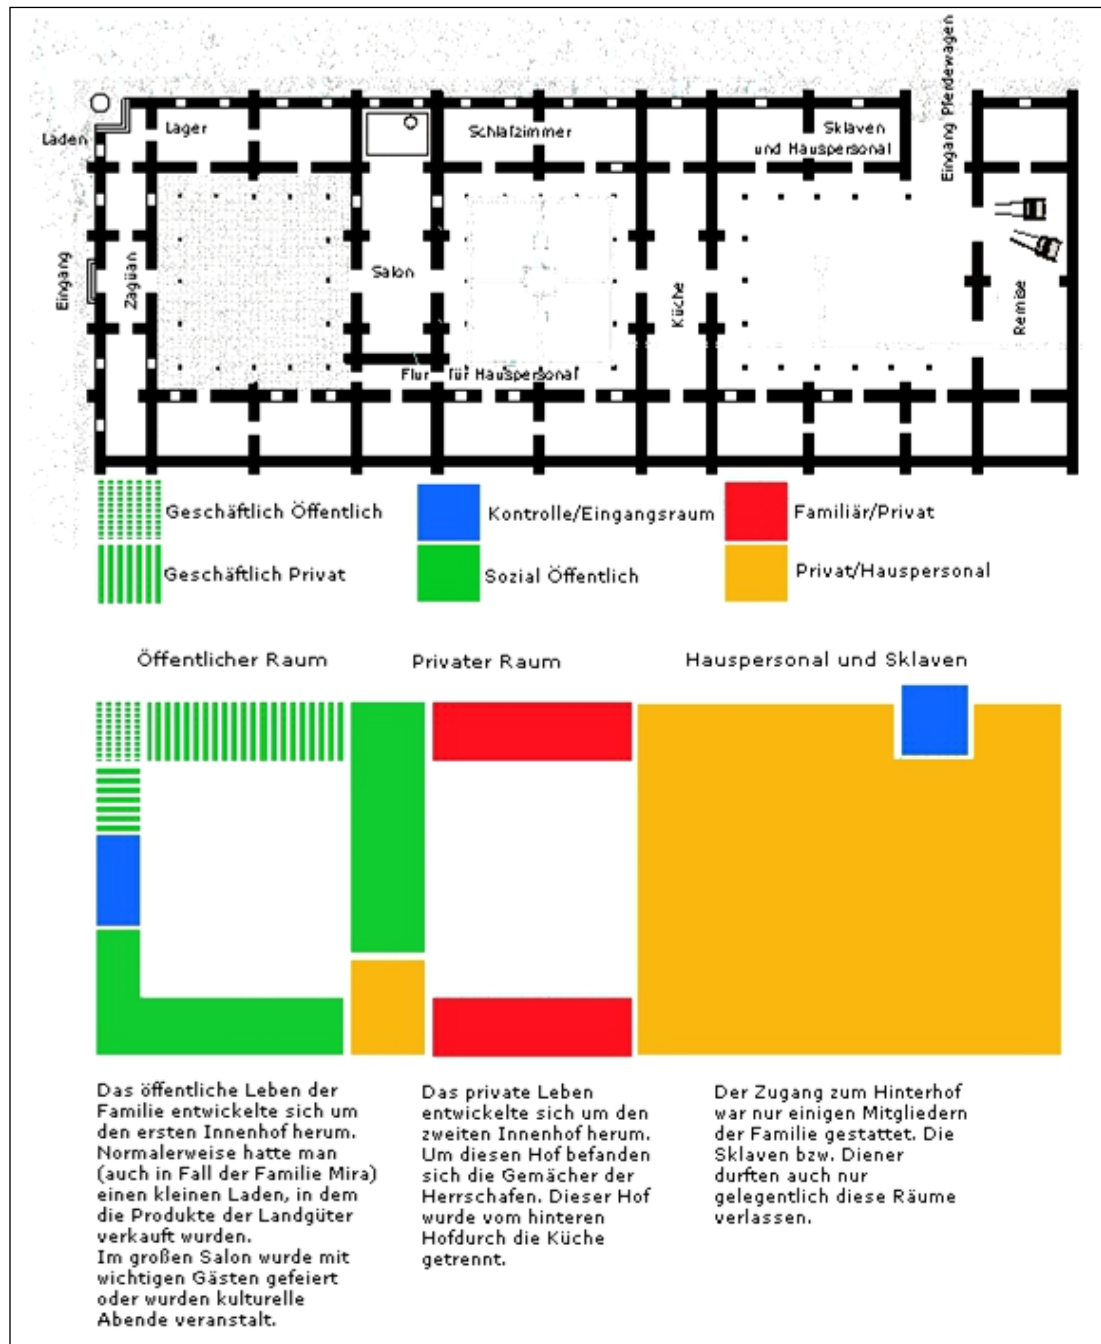 Eingang Pferdewagen
Laden
Lager
Schlafzimmer
Sklaven
und Hauspersonal
Eingang
Zagüan
Salon
Küche
Remise
Flur für Hauspersonal
Geschäftlich Öffentlich
Kontrolle/Eingangsraum
Familiär/Privat
Geschäftlich Privat
Sozial Öffentlich
Privat/Hauspersonal
Öffentlicher Raum
Privater Raum
Hauspersonal und Sklaven
Das öffentliche Leben der
Familie entwickelte sich um
den ersten Innenhof herum.
Normalerweise hatte man
(auch in Fall der Familie Mira)
einen kleinen Laden, in dem
die Produkte der Landgüter
verkauft wurden.
Im großen Salon wurde mit
wichtigen Gästen gefeiert
oder wurden kulturelle
Abende veranstalt.
Das private Leben
entwickelte sich um den
zweiten Innenhof herum.
Um diesen Hof befanden
sich die Gemächer der
Herrschafen. Dieser Hof
wurde vom hinteren
Hofdurch die Küche
getrennt.
Der Zugang zum Hinterhof
war nur einigen Mitgliedern
der Familie gestattet. Die
Sklaven bzw. Diener
durften auch nur
gelegentlich diese Räume
verlassen.